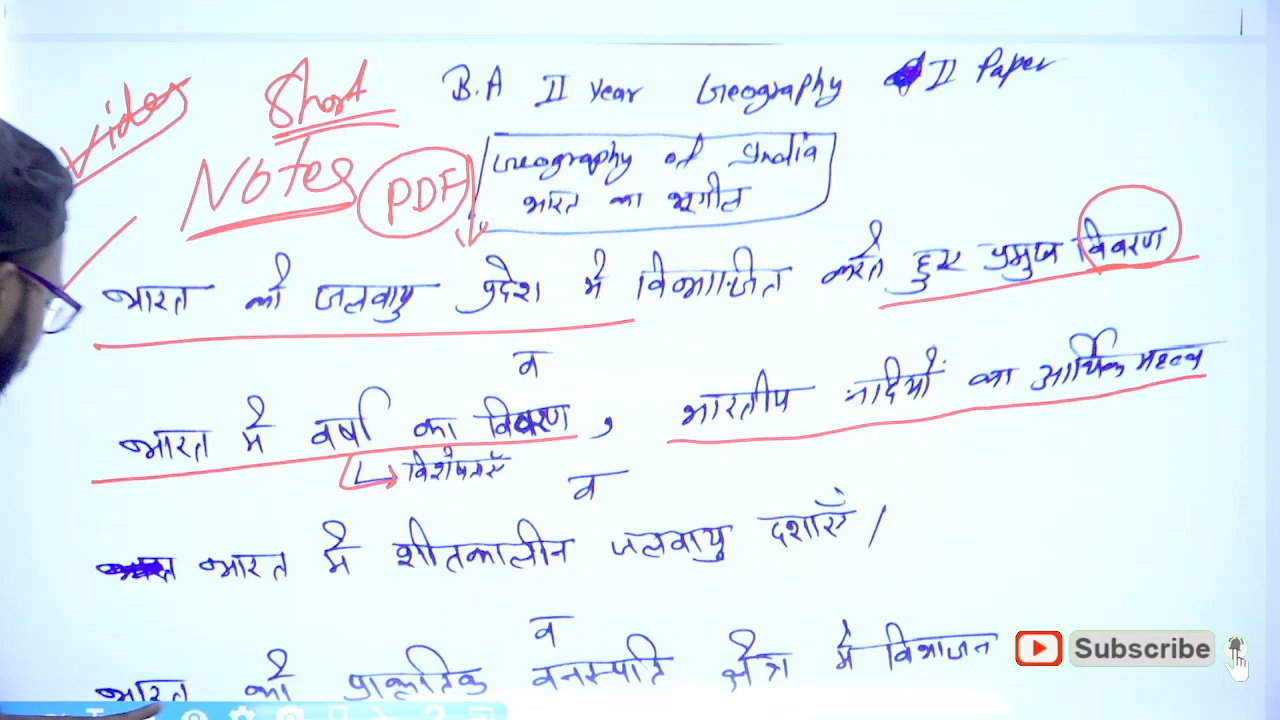 B.A II Year Geography II Paper
Video
Short
Notes
PDF
Geography of India
भारत का भूगोल
भारत को जलवायु प्रदेश में विभाजित करते हुए प्रमुख विवरण
व
भारत में वर्षा का विवरण, भारतीय नदियों का आर्थिक महत्व
विशेषताएँ
व
भारत में शीतकालीन जलवायु दशाएँ /
व
भारत को प्राकृतिक वनस्पति क्षेत्रों में विभाजन
Subscribe